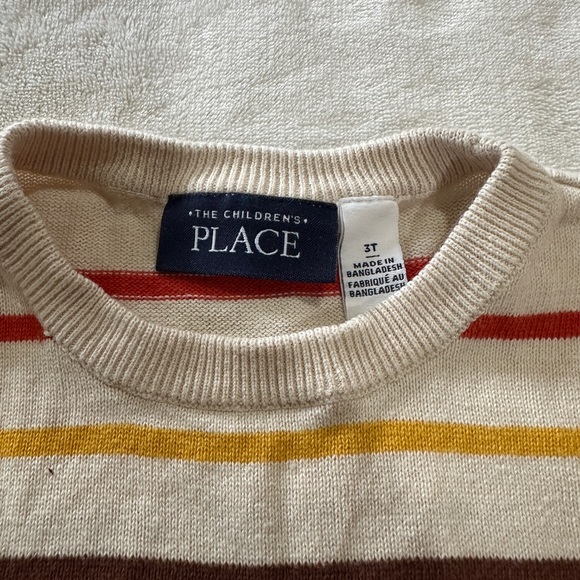 THE CHILDREN'S
PLACE
3T
MADE IN
BANGLADESH
FABRIQUÉ AU
BANGLADESH